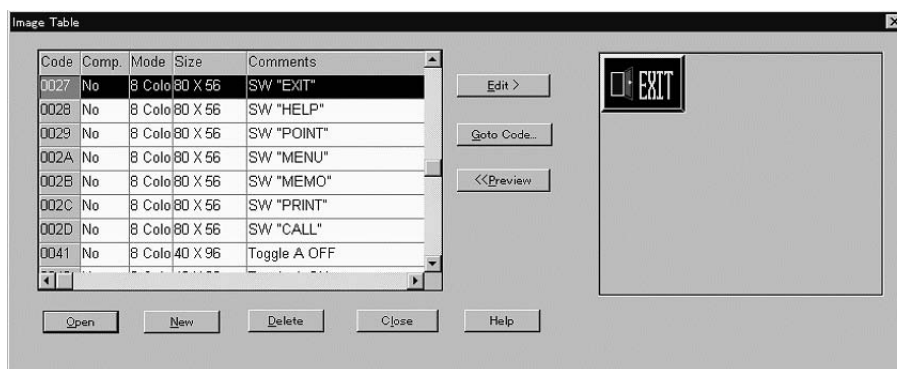 Image Table
Code Comp. Mode Size Comments
0027 No 8 Colo 80 X 56 SW "EXIT"
0028 No 8 Colo 80 X 56 SW "HELP"
0029 No 8 Colo 80 X 56 SW "POINT"
002A No 8 Colo 80 X 56 SW "MENU"
002B No 8 Colo 80 X 56 SW "MEMO"
002C No 8 Colo 80 X 56 SW "PRINT"
002D No 8 Colo 80 X 56 SW "CALL"
0041 No 8 Colo 40 X 96 Toggle A OFF
Edit >
Goto Code...
<<Preview
EXIT
Open New Delete Close Help